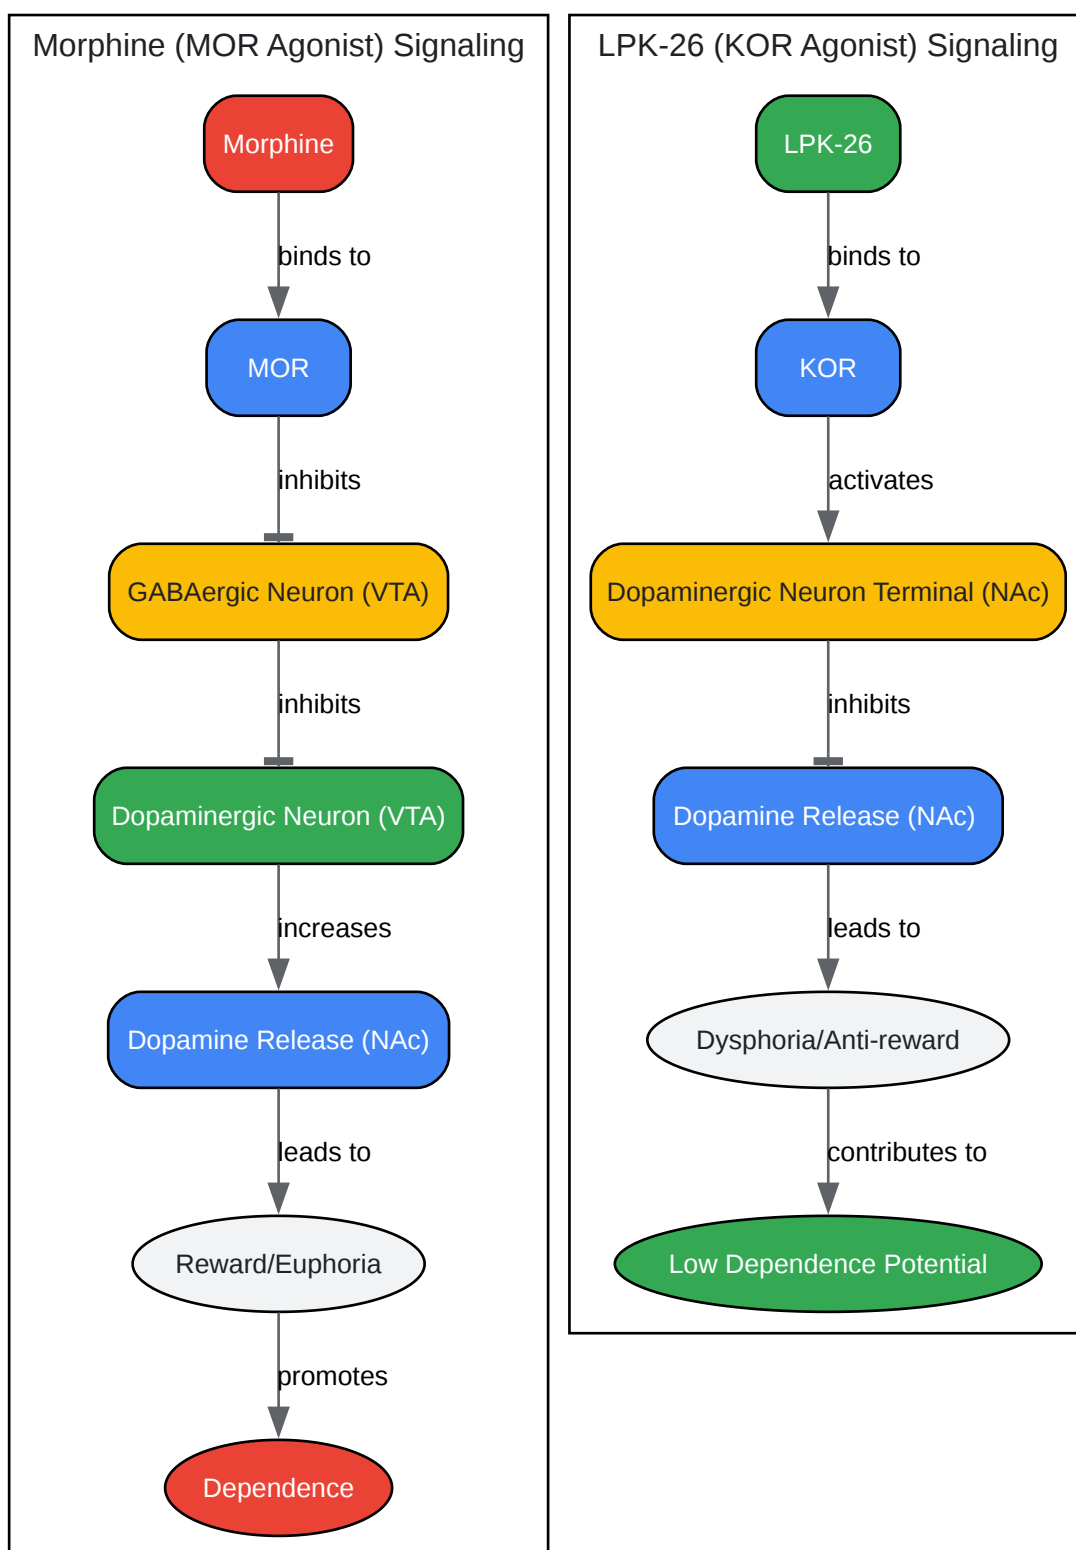 Morphine (MOR Agonist) Signaling
Morphine
binds to
MOR
inhibits
GABAergic Neuron (VTA)
inhibits
Dopaminergic Neuron (VTA)
increases
Dopamine Release (NAc)
leads to
Reward/Euphoria
promotes
Dependence
LPK-26 (KOR Agonist) Signaling
LPK-26
binds to
KOR
activates
Dopaminergic Neuron Terminal (NAc)
inhibits
Dopamine Release (NAc)
leads to
Dysphoria/Anti-reward
contributes to
Low Dependence Potential